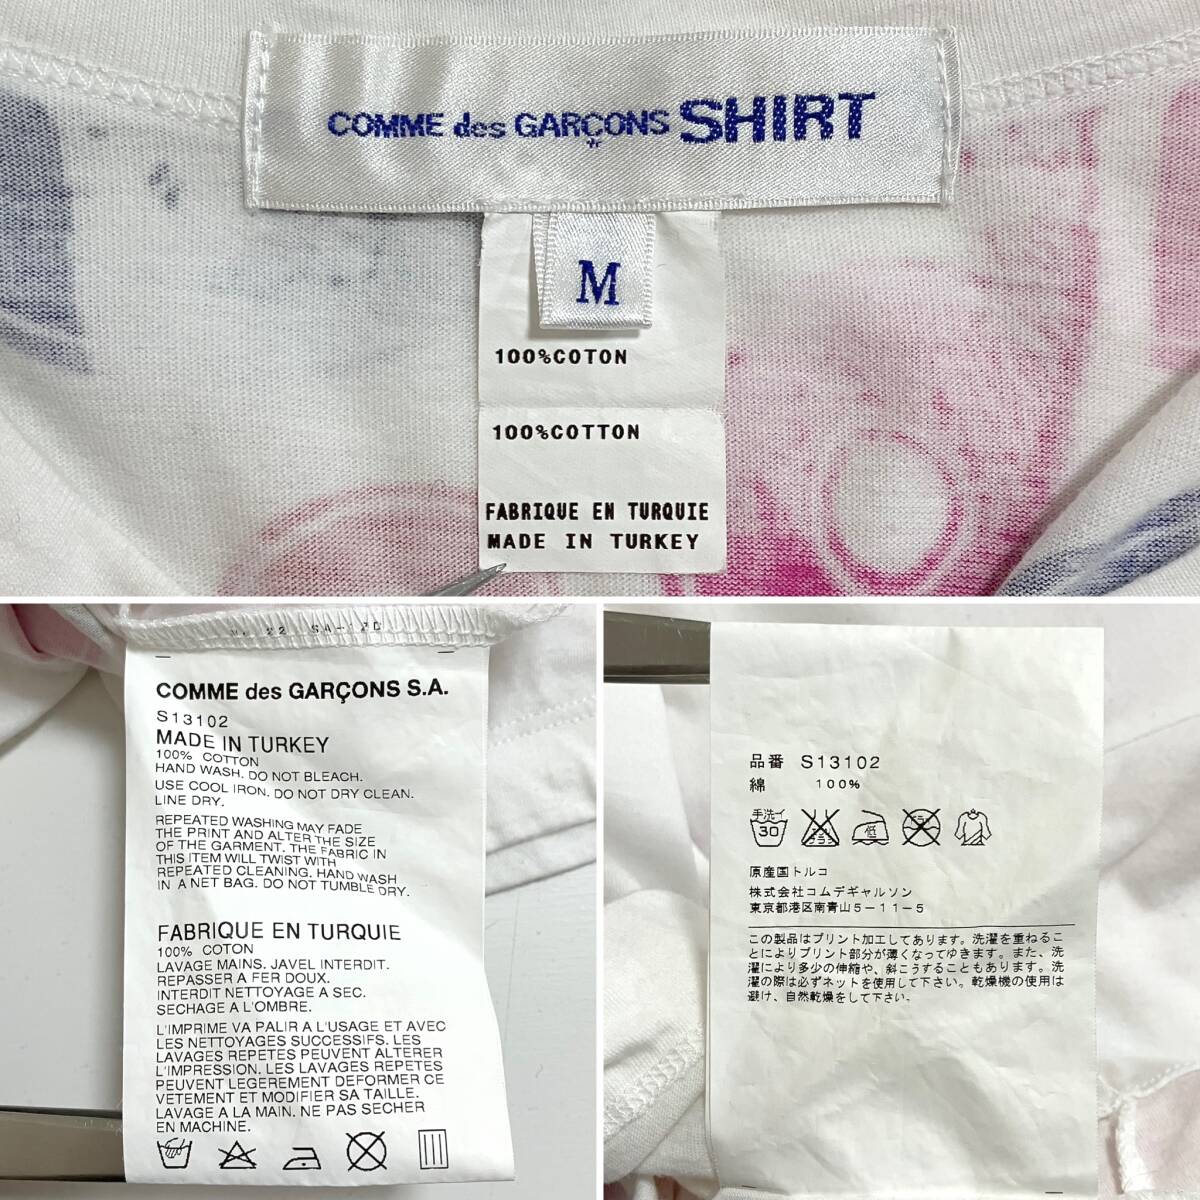 COMME des GARÇONS SHIRT
M
100%COTON
100%COTTON
FABRIQUE EN TURQUIE
MADE IN TURKEY
COMME des GARÇONS S.A.
S13102
MADE IN TURKEY
100% COTTON
HAND WASH. DO NOT BLEACH.
USE COOL IRON. DO NOT DRY CLEAN.
LINE DRY.
REPEATED WASHING MAY FADE
THE PRINT AND ALTER THE SIZE
OF THE GARMENT. THE FABRIC IN
THIS ITEM WILL TWIST WITH
REPEATED CLEANING. HAND WASH
IN A NET BAG. DO NOT TUMBLE DRY.
FABRIQUE EN TURQUIE
100% COTON
LAVAGE MAINS. JAVEL INTERDIT.
REPASSER A FER DOUX.
INTERDIT NETTOYAGE A SEC.
SECHAGE A L'OMBRE.
L'IMPRIME VA PALIR A L'USAGE ET AVEC
LES NETTOYAGES SUCCESSIFS. LES
LAVAGES REPETES PEUVENT ALTERER
L'IMPRESSION. LES LAVAGES REPETES
PEUVENT LEGEREMENT DEFORMER CE
VETEMENT ET MODIFIER SA TAILLE.
LAVAGE A LA MAIN. NE PAS SECHER
EN MACHINE.
品番 S13102
綿 100%
手洗イ
30
エンソサラシ
低
原産国トルコ
株式会社コムデギャルソン
東京都港区南青山5-11-5
この製品はプリント加工してあります。洗濯を重ねるこ
とによりプリント部分が薄くなってゆきます。また、洗
濯により多少の伸縮や、斜こうすることもあります。洗
濯の際は必ずネットを使用して下さい。乾燥機の使用は
避け、自然乾燥をして下さい。